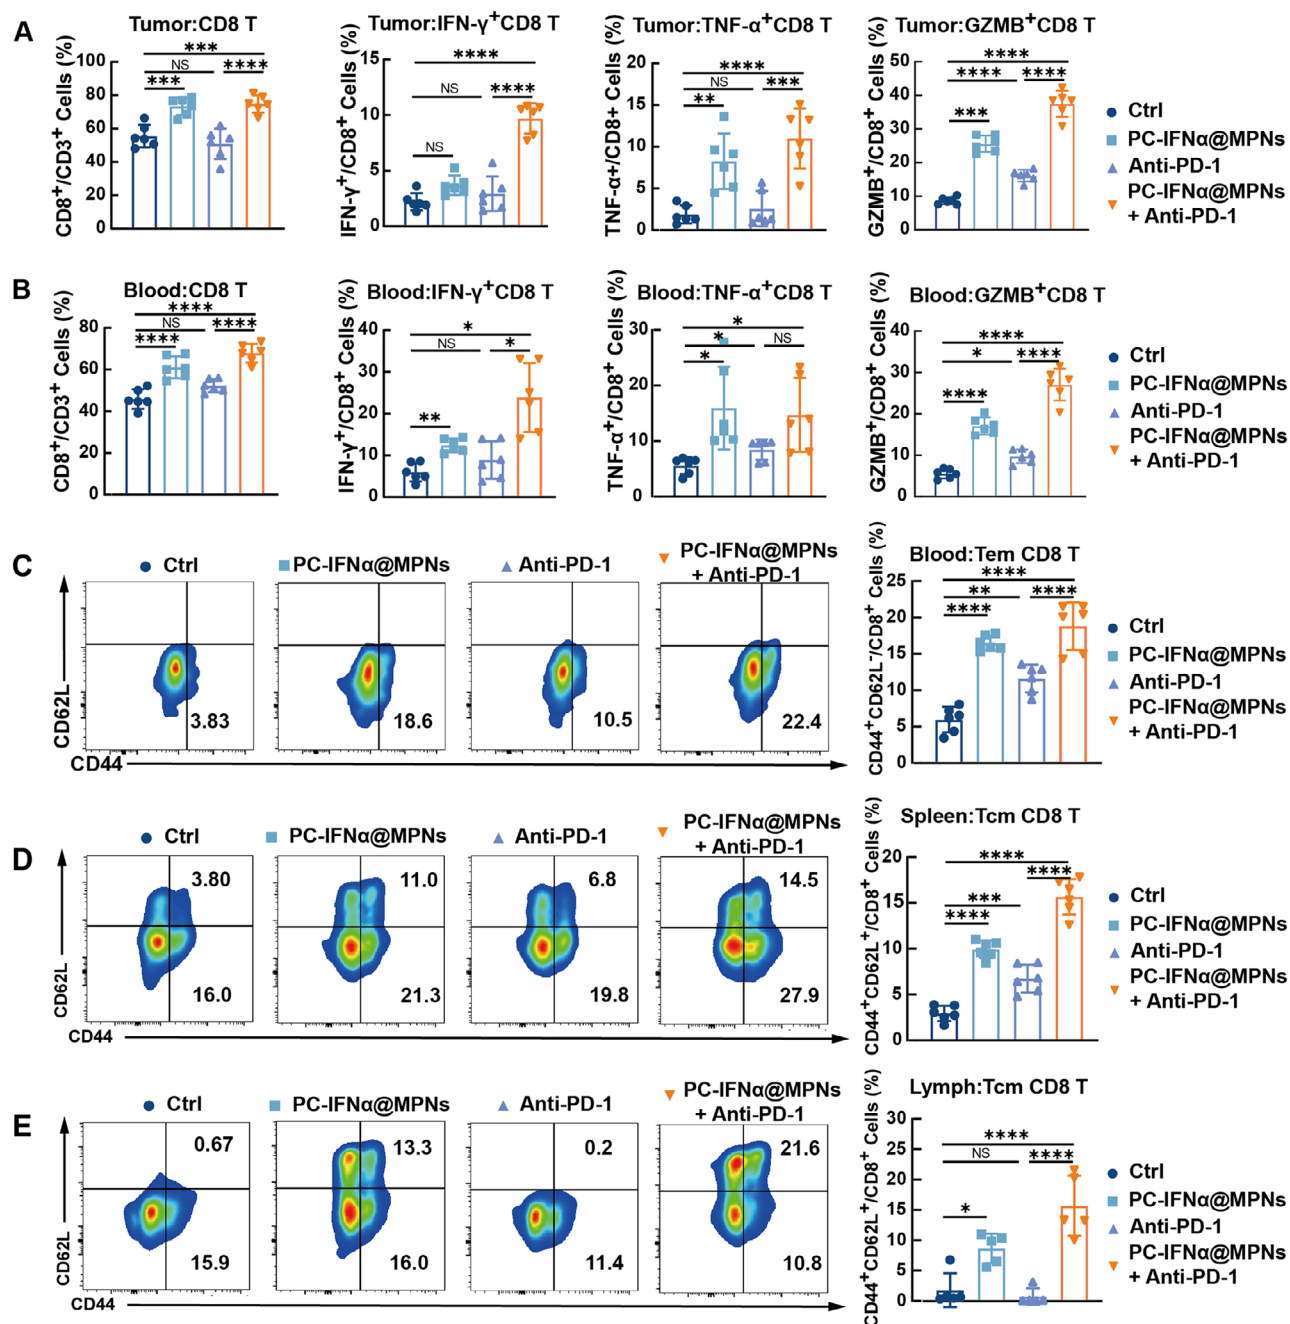 A
Tumor:CD8 T
CD8⁺/CD3⁺ Cells (%)
100
80
60
40
20
0
***
NS
***
****
Tumor:IFN-γ⁺CD8 T
IFN-γ⁺/CD8⁺ Cells (%)
15
10
5
0
****
NS
****
NS
Tumor:TNF-α⁺CD8 T
TNF-α+/CD8+ Cells (%)
20
15
10
5
0
****
NS
**
***
Tumor:GZMB⁺CD8 T
GZMB⁺/CD8⁺ Cells (%)
50
40
30
20
10
0
****
****
****
***
Ctrl
PC-IFNα@MPNs
Anti-PD-1
PC-IFNα@MPNs
+ Anti-PD-1
B
Blood:CD8 T
CD8⁺/CD3⁺ Cells (%)
80
60
40
20
0
****
NS
****
****
Blood:IFN-γ⁺CD8 T
IFN-γ⁺/CD8⁺ Cells (%)
40
30
20
10
0
*
NS
*
**
Blood:TNF-α⁺CD8 T
TNF-α⁺/CD8⁺ Cells (%)
30
20
10
0
*
*
NS
*
Blood:GZMB⁺CD8 T
GZMB⁺/CD8⁺ Cells (%)
40
30
20
10
0
****
*
****
****
Ctrl
PC-IFNα@MPNs
Anti-PD-1
PC-IFNα@MPNs
+ Anti-PD-1
C
Ctrl
PC-IFNα@MPNs
Anti-PD-1
PC-IFNα@MPNs
+ Anti-PD-1
CD62L
3.83
18.6
10.5
22.4
CD44
Blood:Tem CD8 T
CD44⁺CD62L⁻/CD8⁺ Cells (%)
25
20
15
10
5
0
****
**
****
****
Ctrl
PC-IFNα@MPNs
Anti-PD-1
PC-IFNα@MPNs
+ Anti-PD-1
D
Ctrl
PC-IFNα@MPNs
Anti-PD-1
PC-IFNα@MPNs
+ Anti-PD-1
CD62L
3.80
11.0
6.8
14.5
16.0
21.3
19.8
27.9
CD44
Spleen:Tcm CD8 T
CD44⁺CD62L⁺/CD8⁺ Cells (%)
20
15
10
5
0
****
****
***
****
Ctrl
PC-IFNα@MPNs
Anti-PD-1
PC-IFNα@MPNs
+ Anti-PD-1
E
Ctrl
PC-IFNα@MPNs
Anti-PD-1
PC-IFNα@MPNs
+ Anti-PD-1
CD62L
0.67
13.3
0.2
21.6
15.9
16.0
11.4
10.8
CD44
Lymph:Tcm CD8 T
CD44⁺CD62L⁺/CD8⁺ Cells (%)
30
25
20
15
10
5
0
****
NS
****
*
Ctrl
PC-IFNα@MPNs
Anti-PD-1
PC-IFNα@MPNs
+ Anti-PD-1